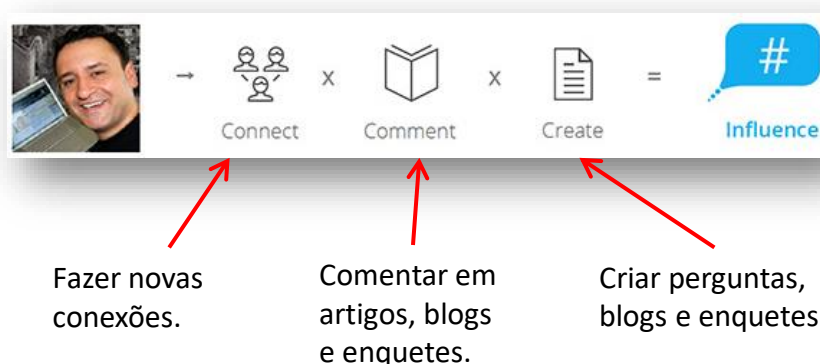 → x x = #
Connect Comment Create Influence
Fazer novas
conexões.
Comentar em
artigos, blogs
e enquetes.
Criar perguntas,
blogs e enquetes